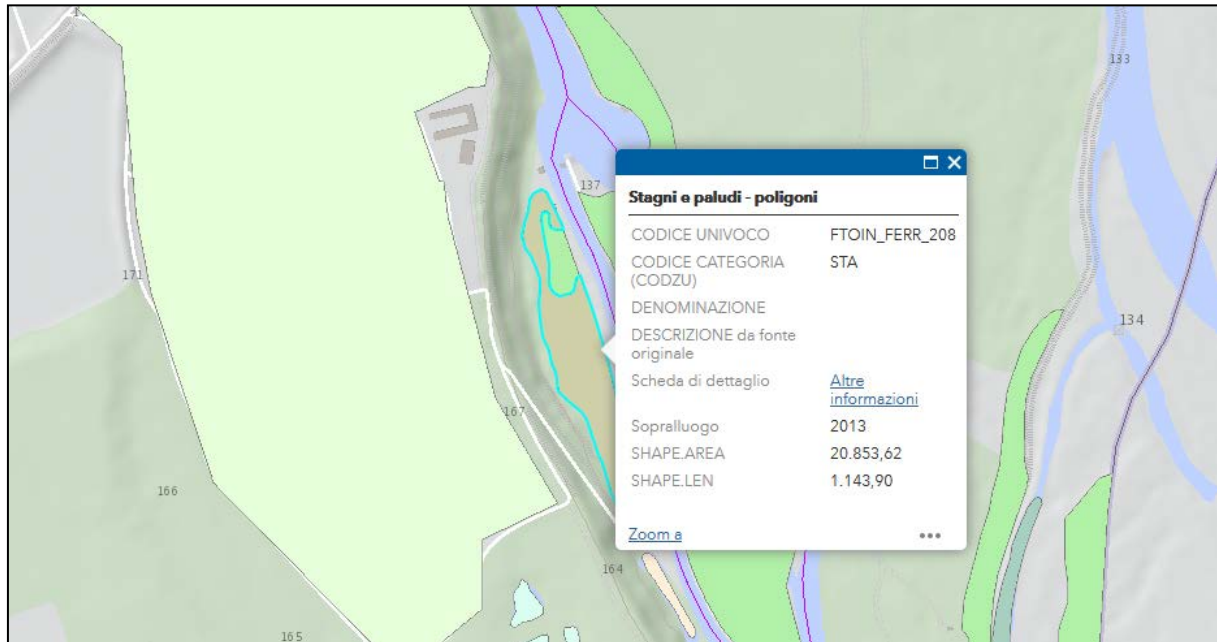 133
137
Stagni e paludi - poligoni
CODICE UNIVOCO FTOIN_FERR_208
CODICE CATEGORIA STA
(CODZU)
DENOMINAZIONE
DESCRIZIONE da fonte
originale
Scheda di dettaglio Altre
informazioni
Sopralluogo 2013
SHAPE.AREA 20.853,62
SHAPE.LEN 1.143,90
Zoom a
171
134
167
166
164
165